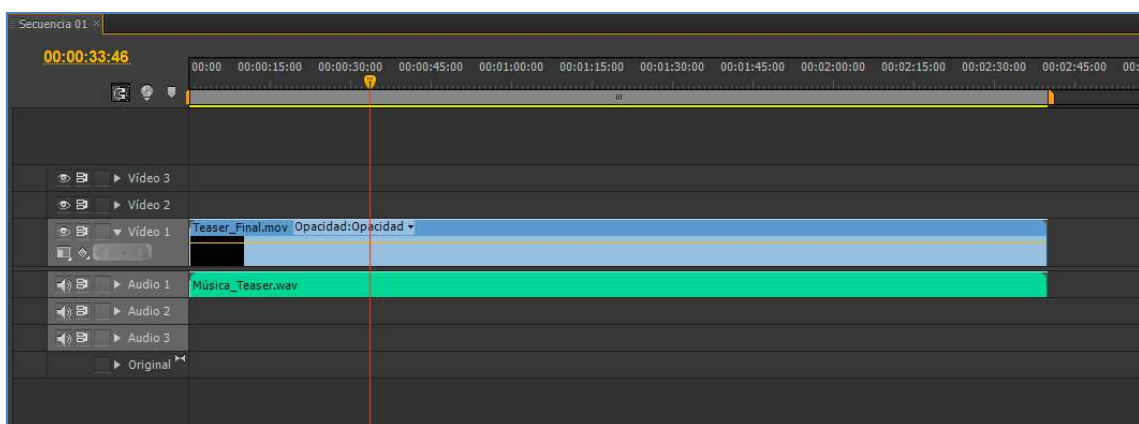 Secuencia 01
00:00:33:46
00:00 00:00:15:00 00:00:30:00 00:00:45:00 00:01:00:00 00:01:15:00 00:01:30:00 00:01:45:00 00:02:00:00 00:02:15:00 00:02:30:00 00:02:45:00 00:
Vídeo 3
Vídeo 2
Vídeo 1 Teaser_Final.mov Opacidad:Opacidad
Audio 1 Música_Teaser.wav
Audio 2
Audio 3
Original